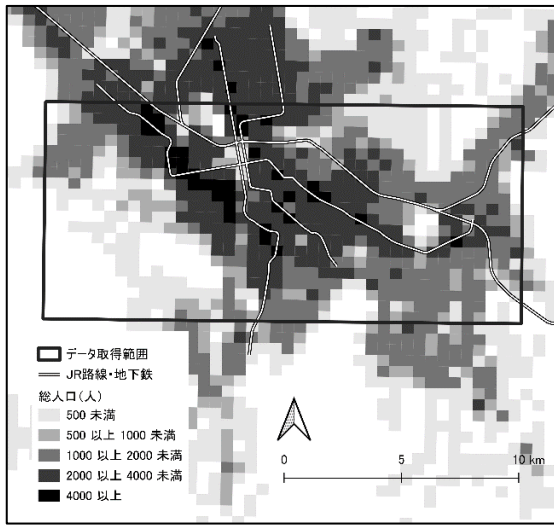 データ取得範囲
JR路線・地下鉄
総人口(人)
500 未満
500 以上 1000 未満
1000 以上 2000 未満
2000 以上 4000 未満
4000 以上
0 5 10 km